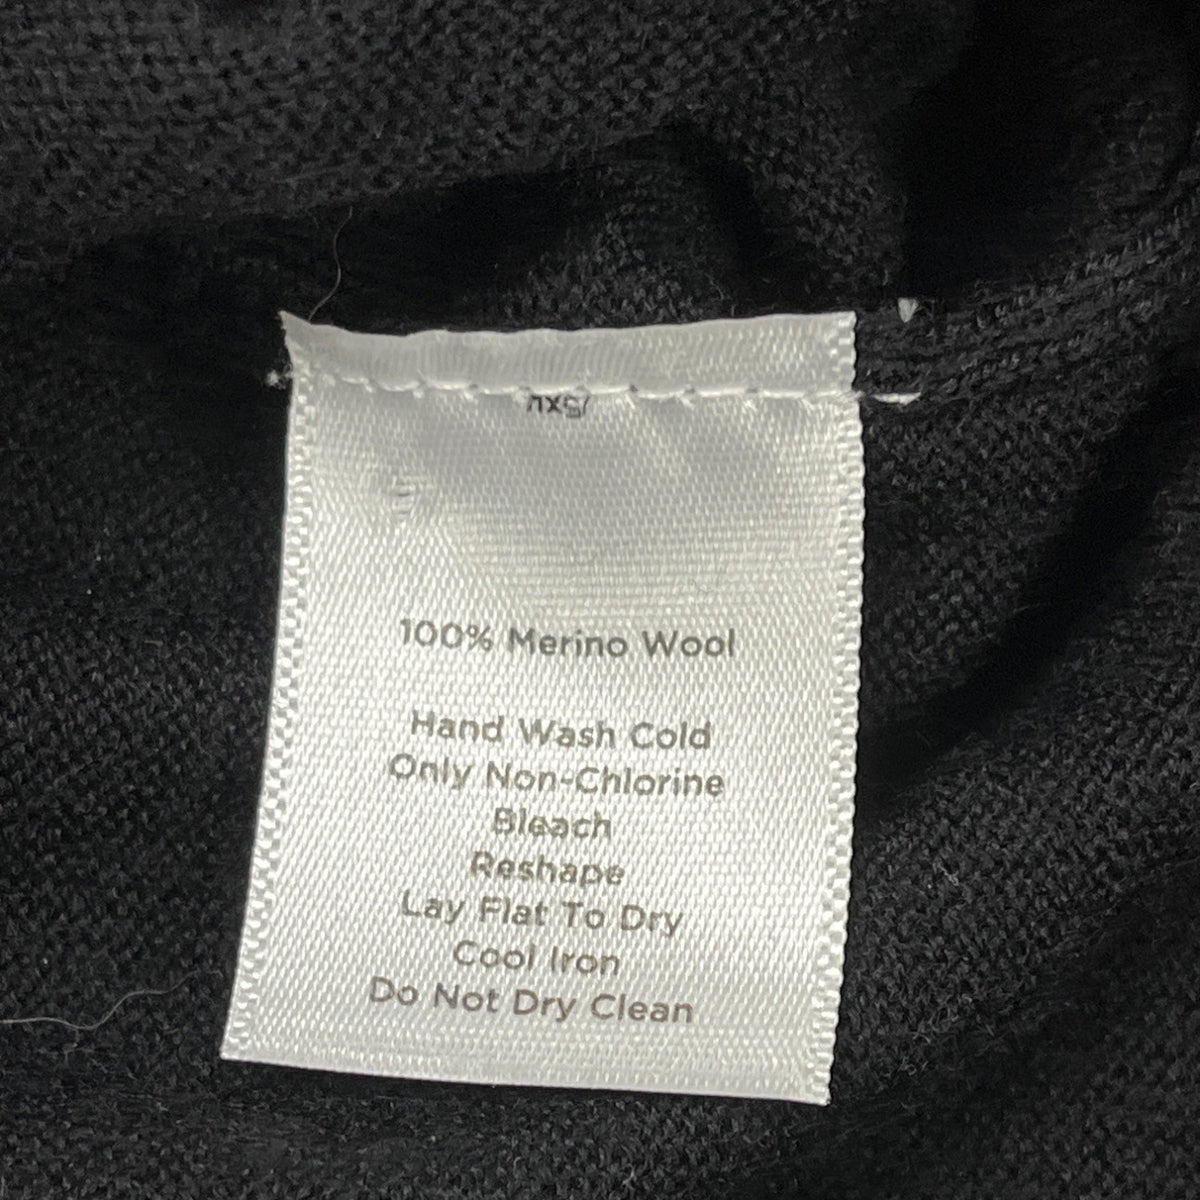 100% Merino Wool
Hand Wash Cold
Only Non-Chlorine
Bleach
Reshape
Lay Flat To Dry
Cool Iron
Do Not Dry Clean